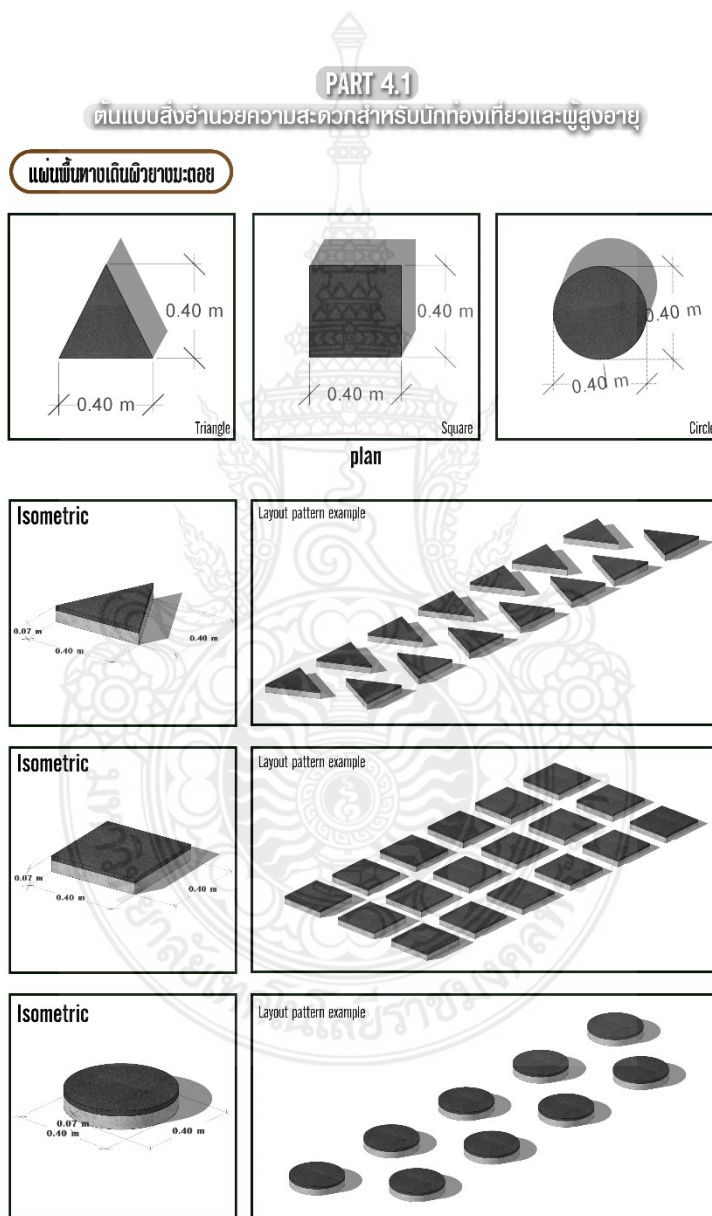 PART 4.1
ต้นแบบสิ่งอำนวยความสะดวกสำหรับนักท่องเที่ยวและผู้สูงอายุ
แผ่นพื้นทางเดินผิวยางมะตอย
0.40 m
0.40 m
Triangle
0.40 m
0.40 m
Square
0.40 m
0.40 m
Circle
plan
Isometric
0.07 m
0.40 m
0.40 m
Layout pattern example
Isometric
0.07 m
0.40 m
0.40 m
Layout pattern example
Isometric
0.07 m
0.40 m
0.40 m
Layout pattern example